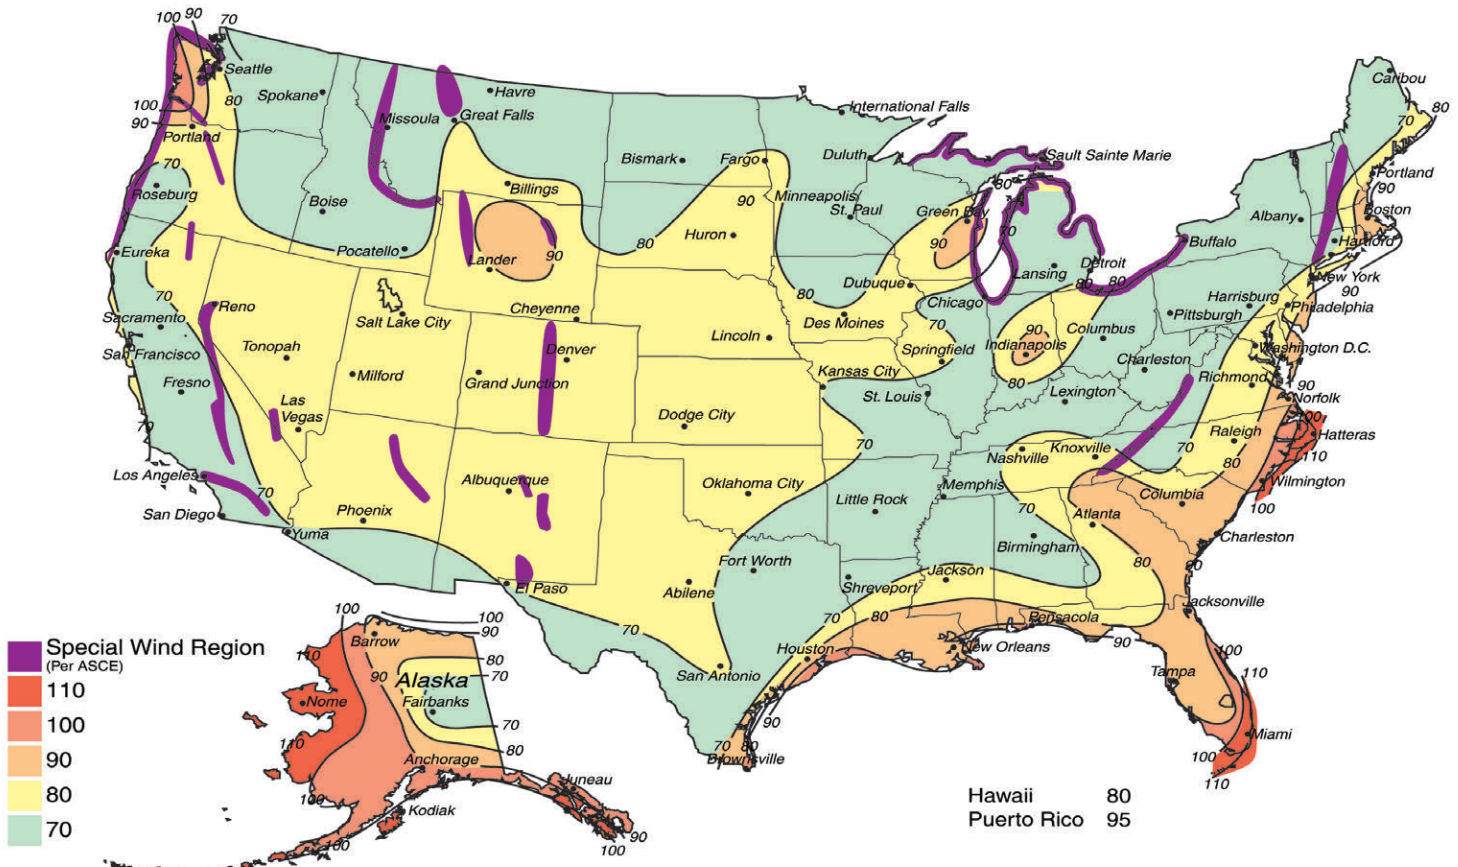 100
90
70
Seattle
Spokane
80
Havre
Missoula
Great Falls
100
90
Portland
70
Roseburg
Boise
Billings
Pocatello
Eureka
Lander
90
70
Sacramento
Reno
San Francisco
Fresno
Tonopah
Salt Lake City
Cheyenne
Milford
Grand Junction
Denver
Las
Vegas
70
Los Angeles
70
San Diego
Yuma
Phoenix
Albuquerque
El Paso
Bismark
Fargo
90
Huron
80
Lincoln
Dodge City
Oklahoma City
Abilene
Fort Worth
70
San Antonio
International Falls
Duluth
Minneapolis
St. Paul
Green Bay
90
80
Dubuque
Des Moines
Chicago
70
Springfield
Kansas City
St. Louis
70
Little Rock
Memphis
Shreveport
Jackson
70
80
Houston
New Orleans
90
70
80
Brownsville
Sault Sainte Marie
80
70
Lansing
Detroit
80
80
90
Indianapolis
80
Columbus
Lexington
Charleston
Nashville
Knoxville
70
Birmingham
Atlanta
Columbia
80
90
Charleston
Jacksonville
Pensacola
90
Tampa
100
110
Miami
100
110
Caribou
70
80
Portland
90
Boston
Albany
Hartford
Buffalo
New York
90
Harrisburg
Philadelphia
Pittsburgh
Washington D.C.
Richmond
90
Norfolk
100
Hatteras
Raleigh
70
80
110
Wilmington
100
Special Wind Region
(Per ASCE)
110
100
90
80
70
100
Barrow
100
90
110
90
80
70
Alaska
Fairbanks
Nome
70
110
80
Anchorage
100
Kodiak
Juneau
100
90
100
Hawaii 80
Puerto Rico 95